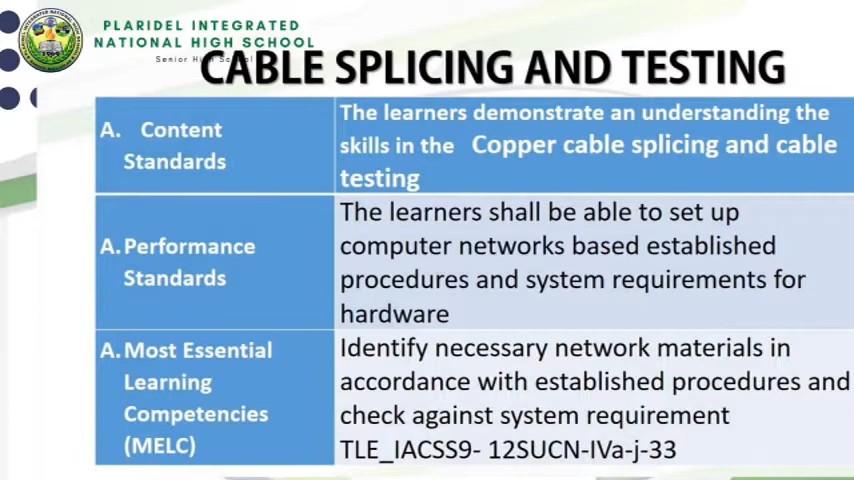 PLARIDEL INTEGRATED
NATIONAL HIGH SCHOOL
Senior High School
CABLE SPLICING AND TESTING
A. Content
Standards
The learners demonstrate an understanding the
skills in the Copper cable splicing and cable
testing
A. Performance
Standards
The learners shall be able to set up
computer networks based established
procedures and system requirements for
hardware
A. Most Essential
Learning
Competencies
(MELC)
Identify necessary network materials in
accordance with established procedures and
check against system requirement
TLE_IACSS9- 12SUCN-IVa-j-33